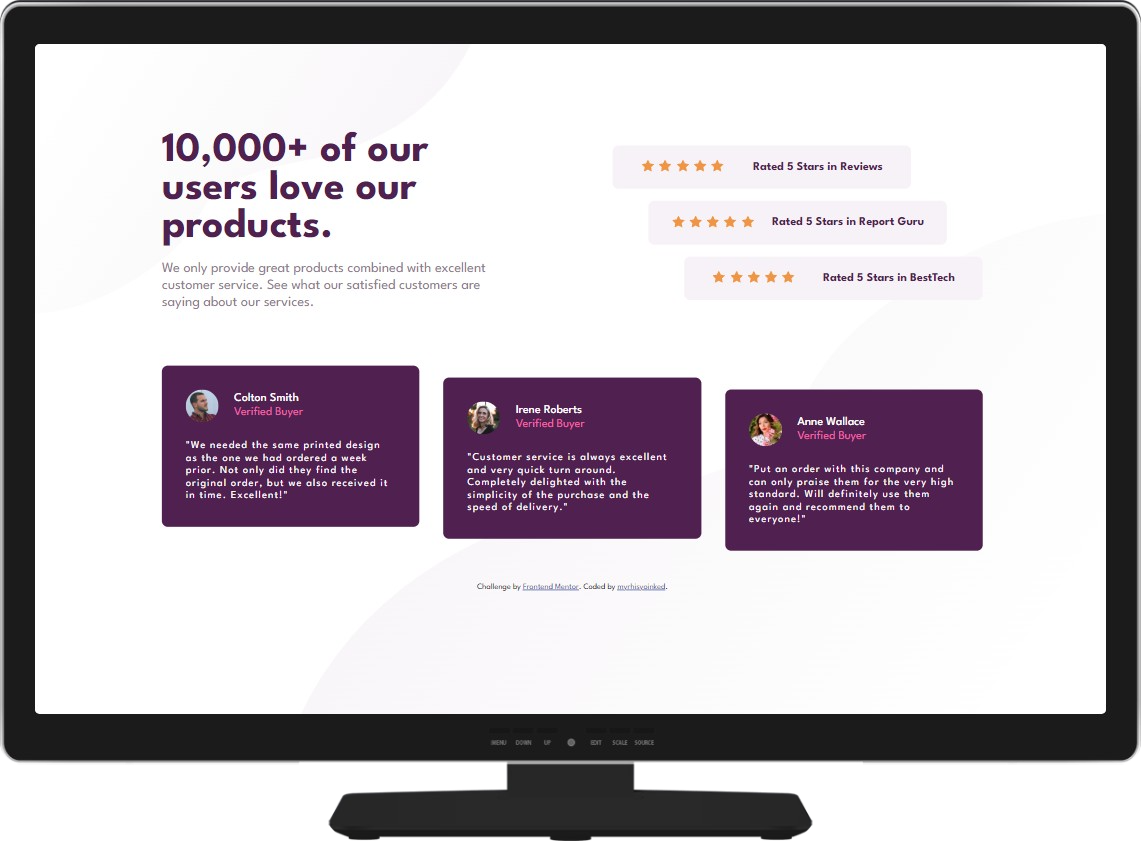 10,000+ of our
users love our
products.
We only provide great products combined with excellent
customer service. See what our satisfied customers are
saying about our services.
Rated 5 Stars in Reviews
Rated 5 Stars in Report Guru
Rated 5 Stars in BestTech
Colton Smith
Verified Buyer
"We needed the same printed design
as the one we had ordered a week
prior. Not only did they find the
original order, but we also received it
in time. Excellent!"
Irene Roberts
Verified Buyer
"Customer service is always excellent
and very quick turn around.
Completely delighted with the
simplicity of the purchase and the
speed of delivery."
Anne Wallace
Verified Buyer
"Put an order with this company and
can only praise them for the very high
standard. Will definitely use them
again and recommend them to
everyone!"
Challenge by Frontend Mentor. Coded by
MENU DOWN UP EXIT SCALE SOURCE